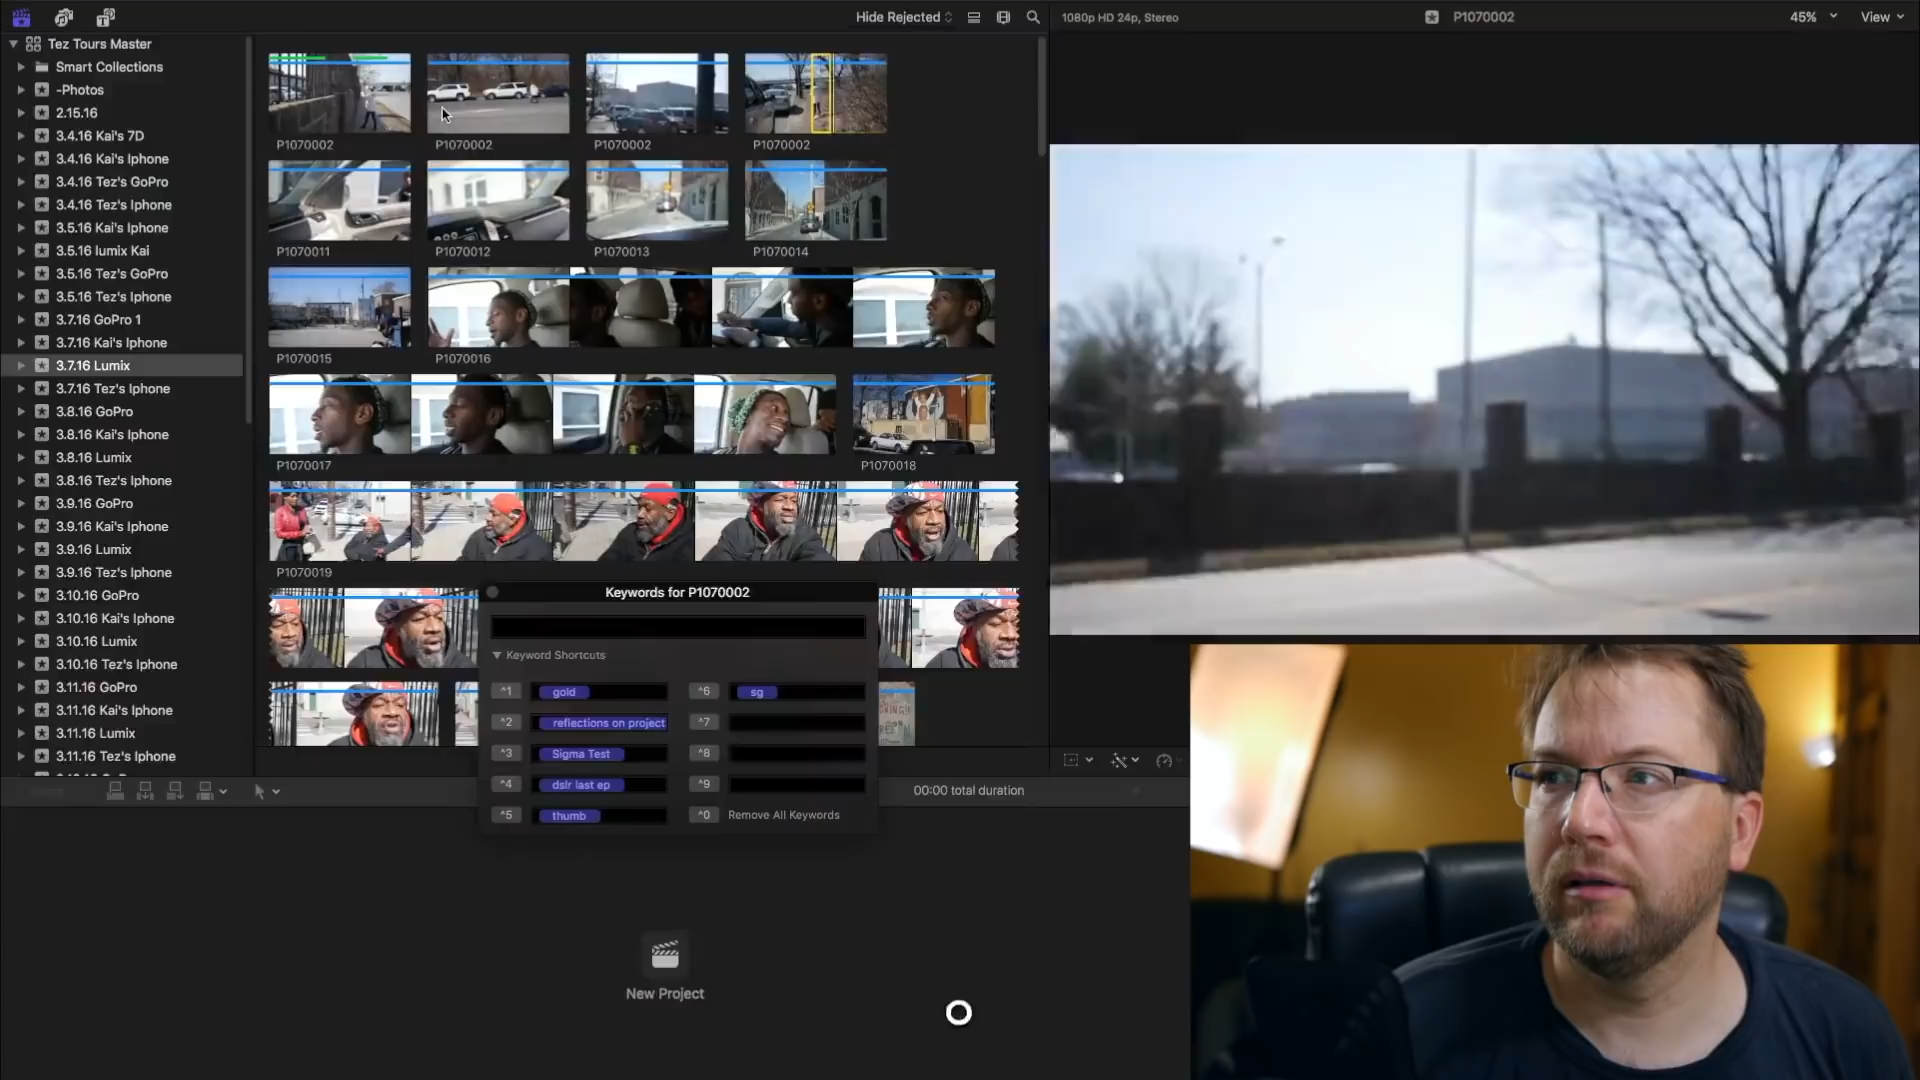 Hide Rejected
1080p HD 24p, Stereo
P1070002
45%
View
Tez Tours Master
Smart Collections
-Photos
2.15.16
3.4.16 Kai's 7D
3.4.16 Kai's Iphone
3.4.16 Tez's GoPro
3.4.16 Tez's Iphone
3.5.16 Kai's Iphone
3.5.16 lumix Kai
3.5.16 Tez's GoPro
3.5.16 Tez's Iphone
3.7.16 GoPro 1
3.7.16 Kai's Iphone
3.7.16 Lumix
3.7.16 Tez's Iphone
3.8.16 GoPro
3.8.16 Kai's Iphone
3.8.16 Lumix
3.8.16 Tez's Iphone
3.9.16 GoPro
3.9.16 Kai's Iphone
3.9.16 Lumix
3.9.16 Tez's Iphone
3.10.16 GoPro
3.10.16 Kai's Iphone
3.10.16 Lumix
3.10.16 Tez's Iphone
3.11.16 GoPro
3.11.16 Kai's Iphone
3.11.16 Lumix
3.11.16 Tez's Iphone
P1070002
P1070002
P1070002
P1070002
P1070011
P1070012
P1070013
P1070014
P1070015
P1070016
P1070017
P1070018
P1070019
Keywords for P1070002
Keyword Shortcuts
^1 gold
^2 reflections on project
^3 Sigma Test
^4 dslr last ep
^5 thumb
^6 sg
^7
^8
^9
^0 Remove All Keywords
00:00 total duration
New Project